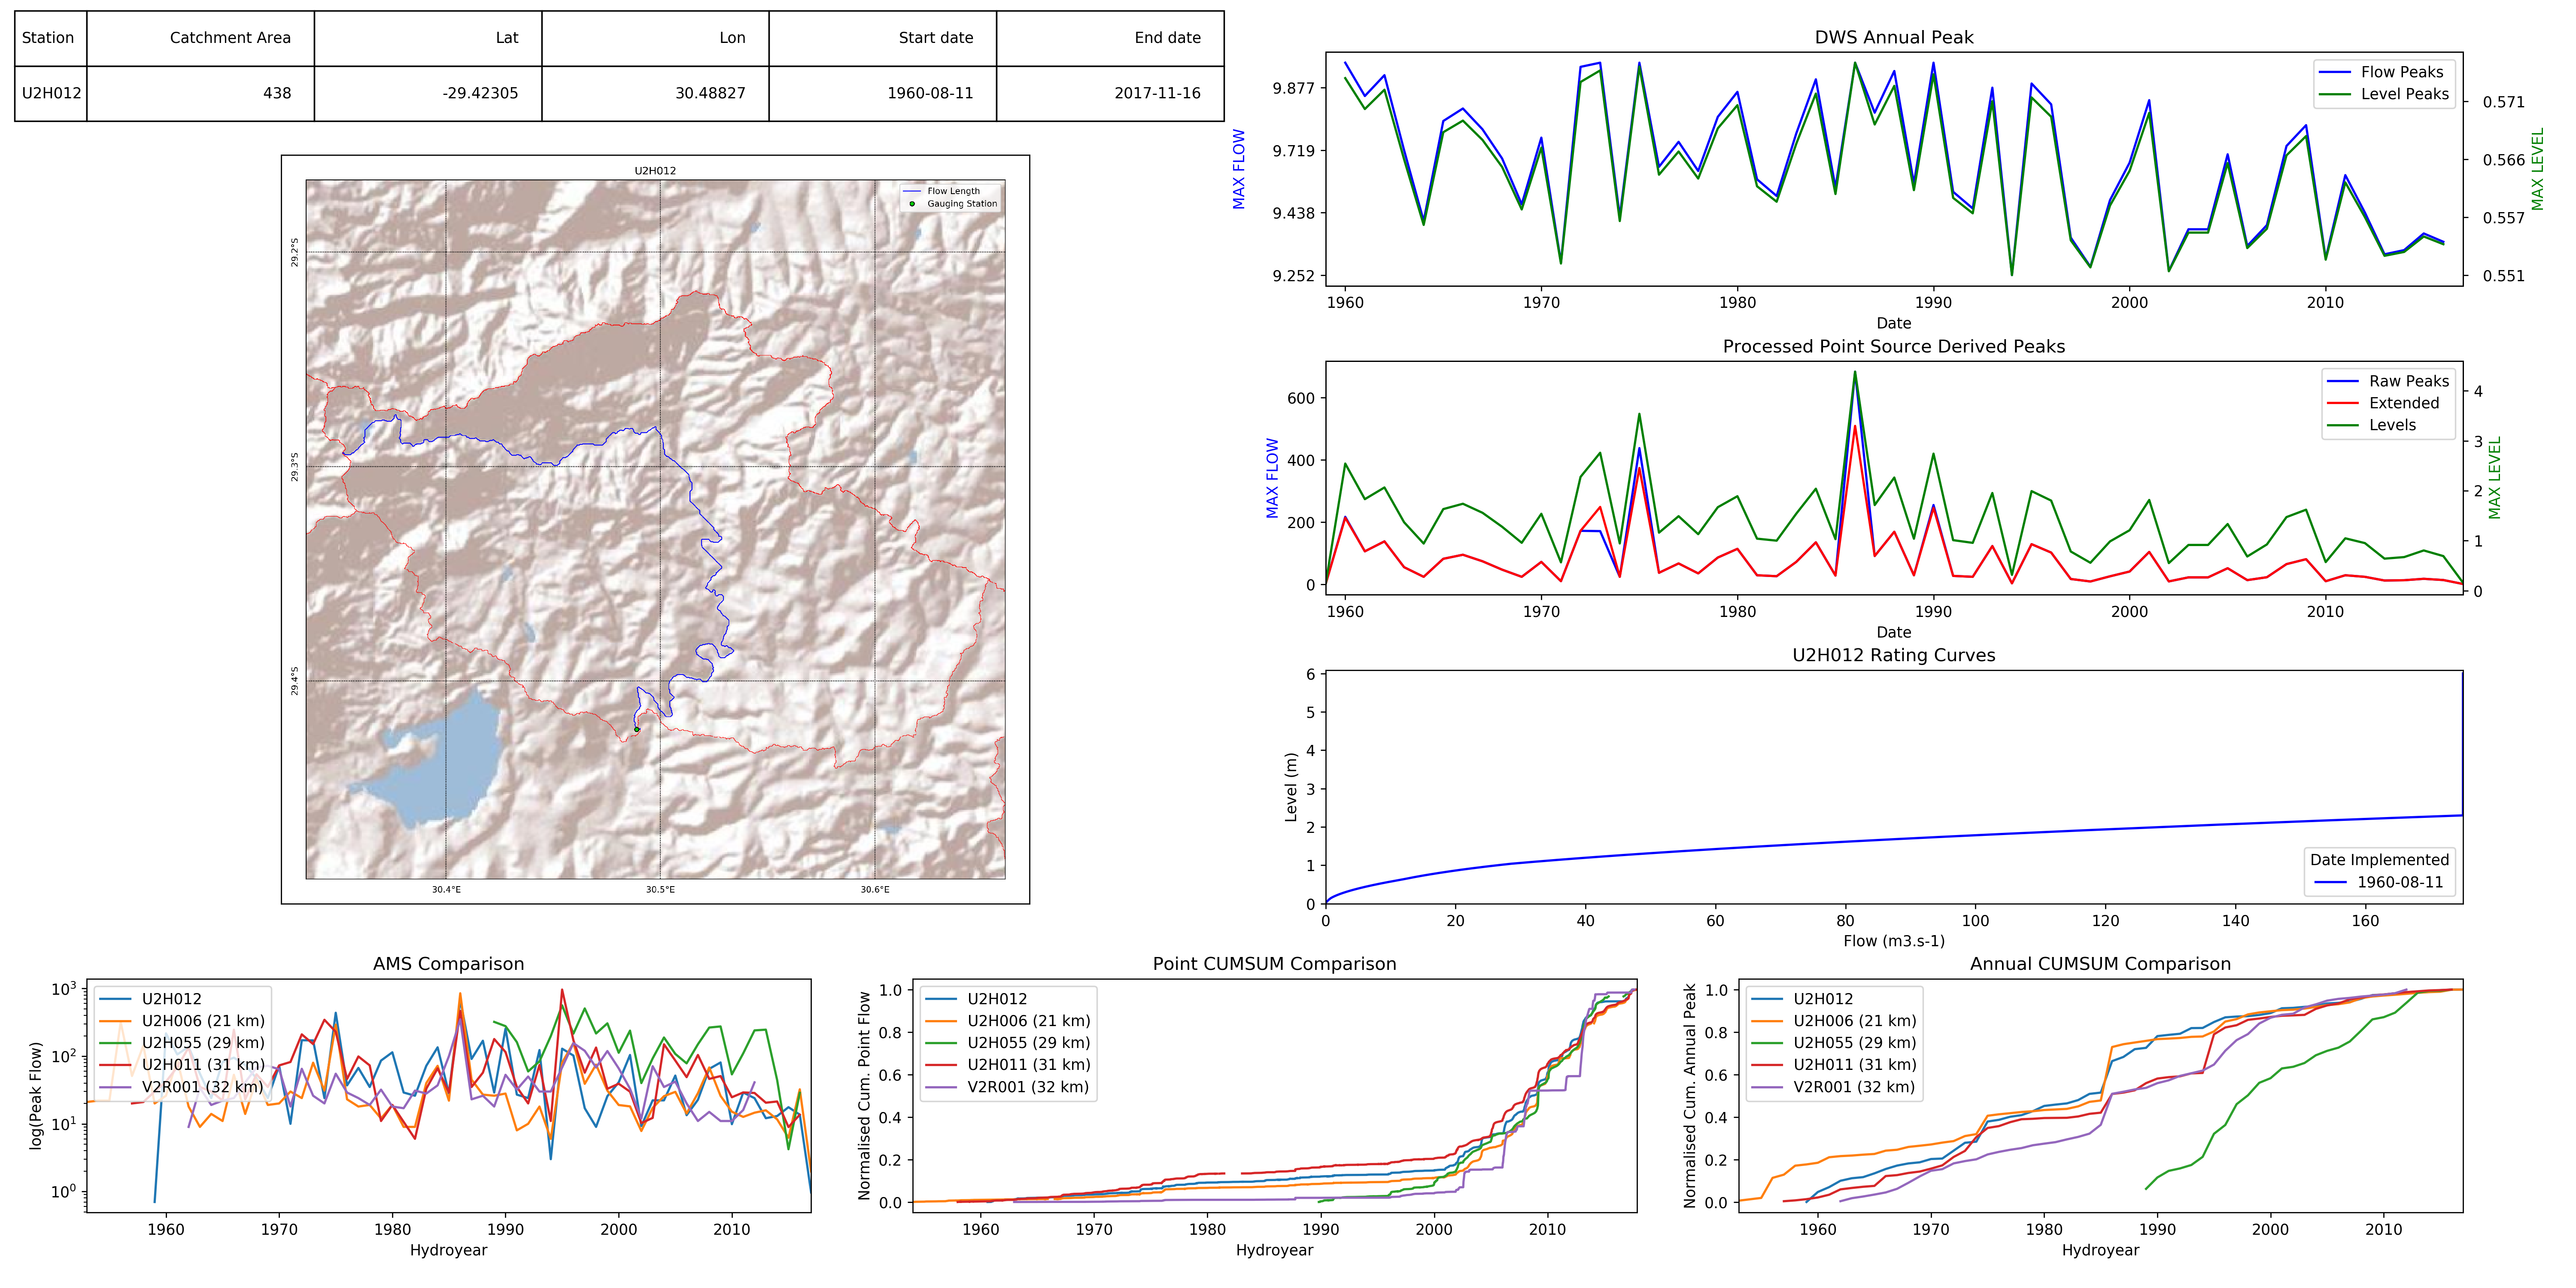 Station Catchment Area Lat Lon Start date End date
U2H012 438 -29.42305 30.48827 1960-08-11 2017-11-16
U2H012
Flow Length
Gauging Station
29.2°S
29.3°S
29.4°S
30.4°E 30.5°E 30.6°E
DWS Annual Peak
MAX FLOW
9.877
9.719
9.438
9.252
Flow Peaks
Level Peaks
0.571
0.566
0.557
0.551
MAX LEVEL
1960 1970 1980 1990 2000 2010
Date
Processed Point Source Derived Peaks
MAX FLOW
600
400
200
0
Raw Peaks
Extended
Levels
4
3
2
1
0
MAX LEVEL
1960 1970 1980 1990 2000 2010
Date
U2H012 Rating Curves
Level (m)
6
5
4
3
2
1
0
Date Implemented
1960-08-11
0 20 40 60 80 100 120 140 160
Flow (m3.s-1)
AMS Comparison
log(Peak Flow)
10³
10²
10¹
10⁰
U2H012
U2H006 (21 km)
U2H055 (29 km)
U2H011 (31 km)
V2R001 (32 km)
1960 1970 1980 1990 2000 2010
Hydroyear
Point CUMSUM Comparison
Normalised Cum. Point Flow
1.0
0.8
0.6
0.4
0.2
0.0
U2H012
U2H006 (21 km)
U2H055 (29 km)
U2H011 (31 km)
V2R001 (32 km)
1960 1970 1980 1990 2000 2010
Hydroyear
Annual CUMSUM Comparison
Normalised Cum. Annual Peak
1.0
0.8
0.6
0.4
0.2
0.0
U2H012
U2H006 (21 km)
U2H055 (29 km)
U2H011 (31 km)
V2R001 (32 km)
1960 1970 1980 1990 2000 2010
Hydroyear